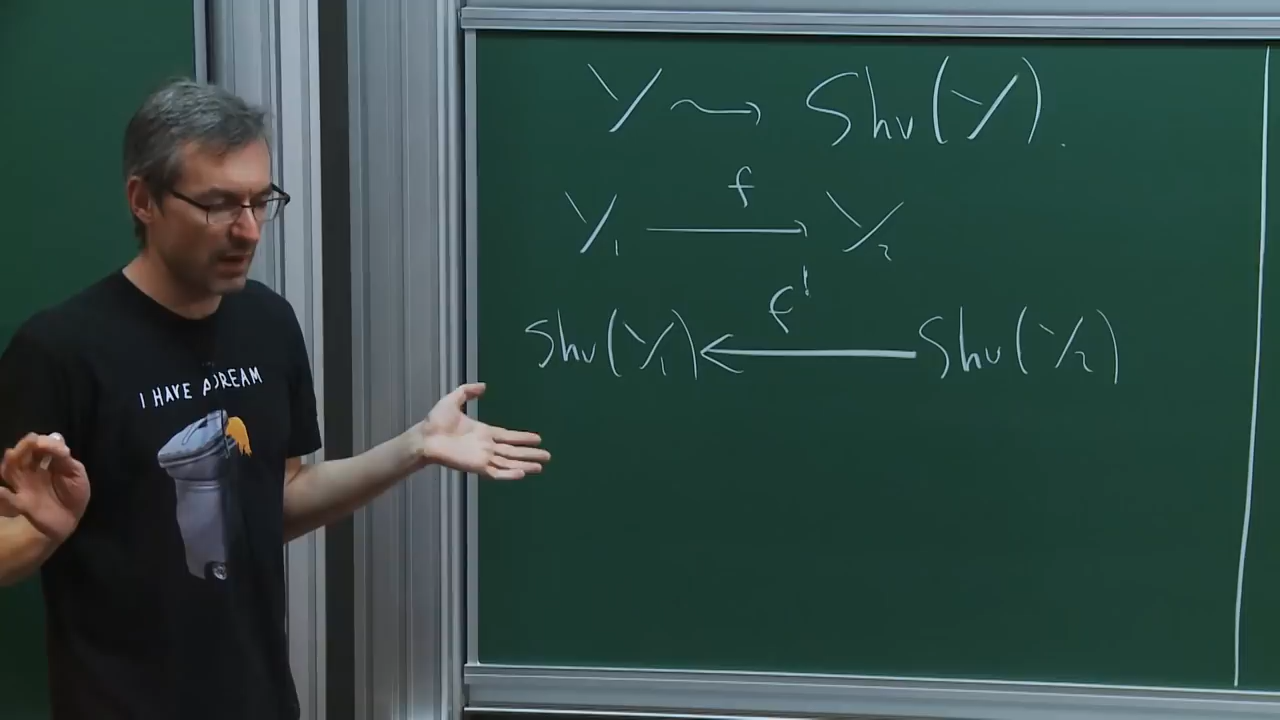 Y ⇝ Shv(Y).
f
Y₁ → Y₂
f!
Shv(Y₁) ← Shv(Y₂)
I HAVE A DREAM